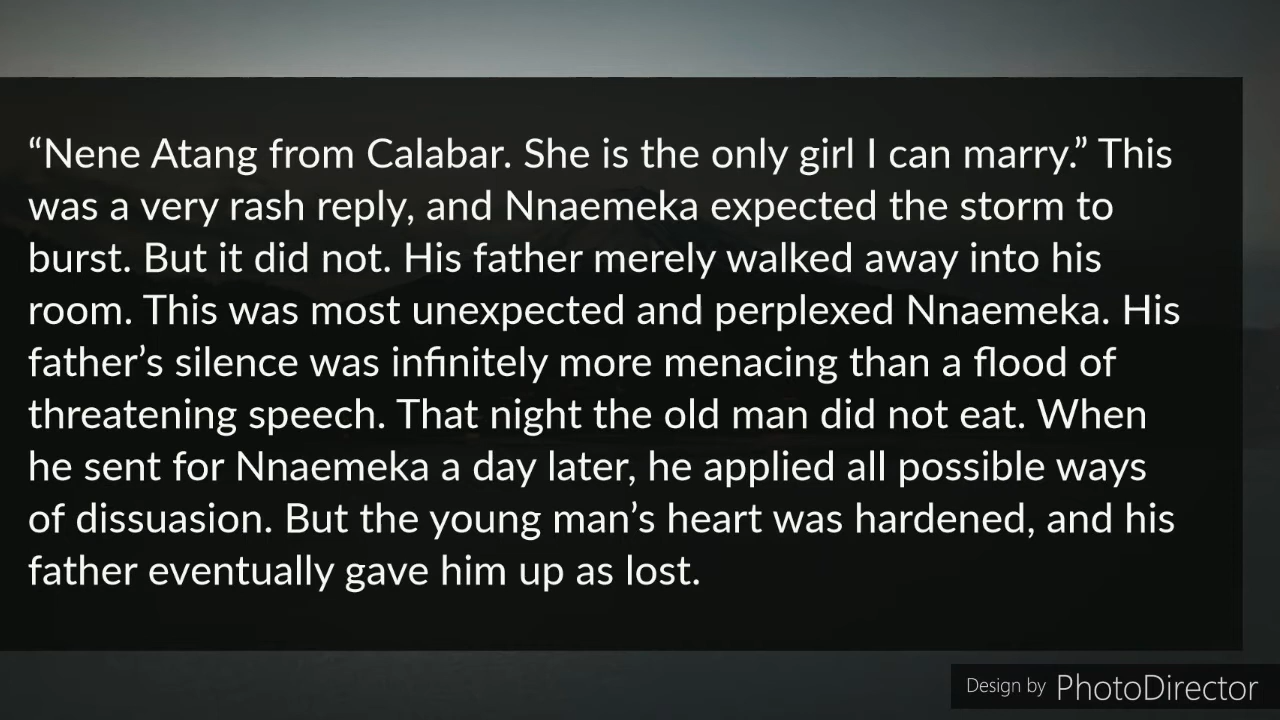 “Nene Atang from Calabar. She is the only girl I can marry.” This
was a very rash reply, and Nnaemeka expected the storm to
burst. But it did not. His father merely walked away into his
room. This was most unexpected and perplexed Nnaemeka. His
father’s silence was infinitely more menacing than a flood of
threatening speech. That night the old man did not eat. When
he sent for Nnaemeka a day later, he applied all possible ways
of dissuasion. But the young man’s heart was hardened, and his
father eventually gave him up as lost.
Design by PhotoDirector